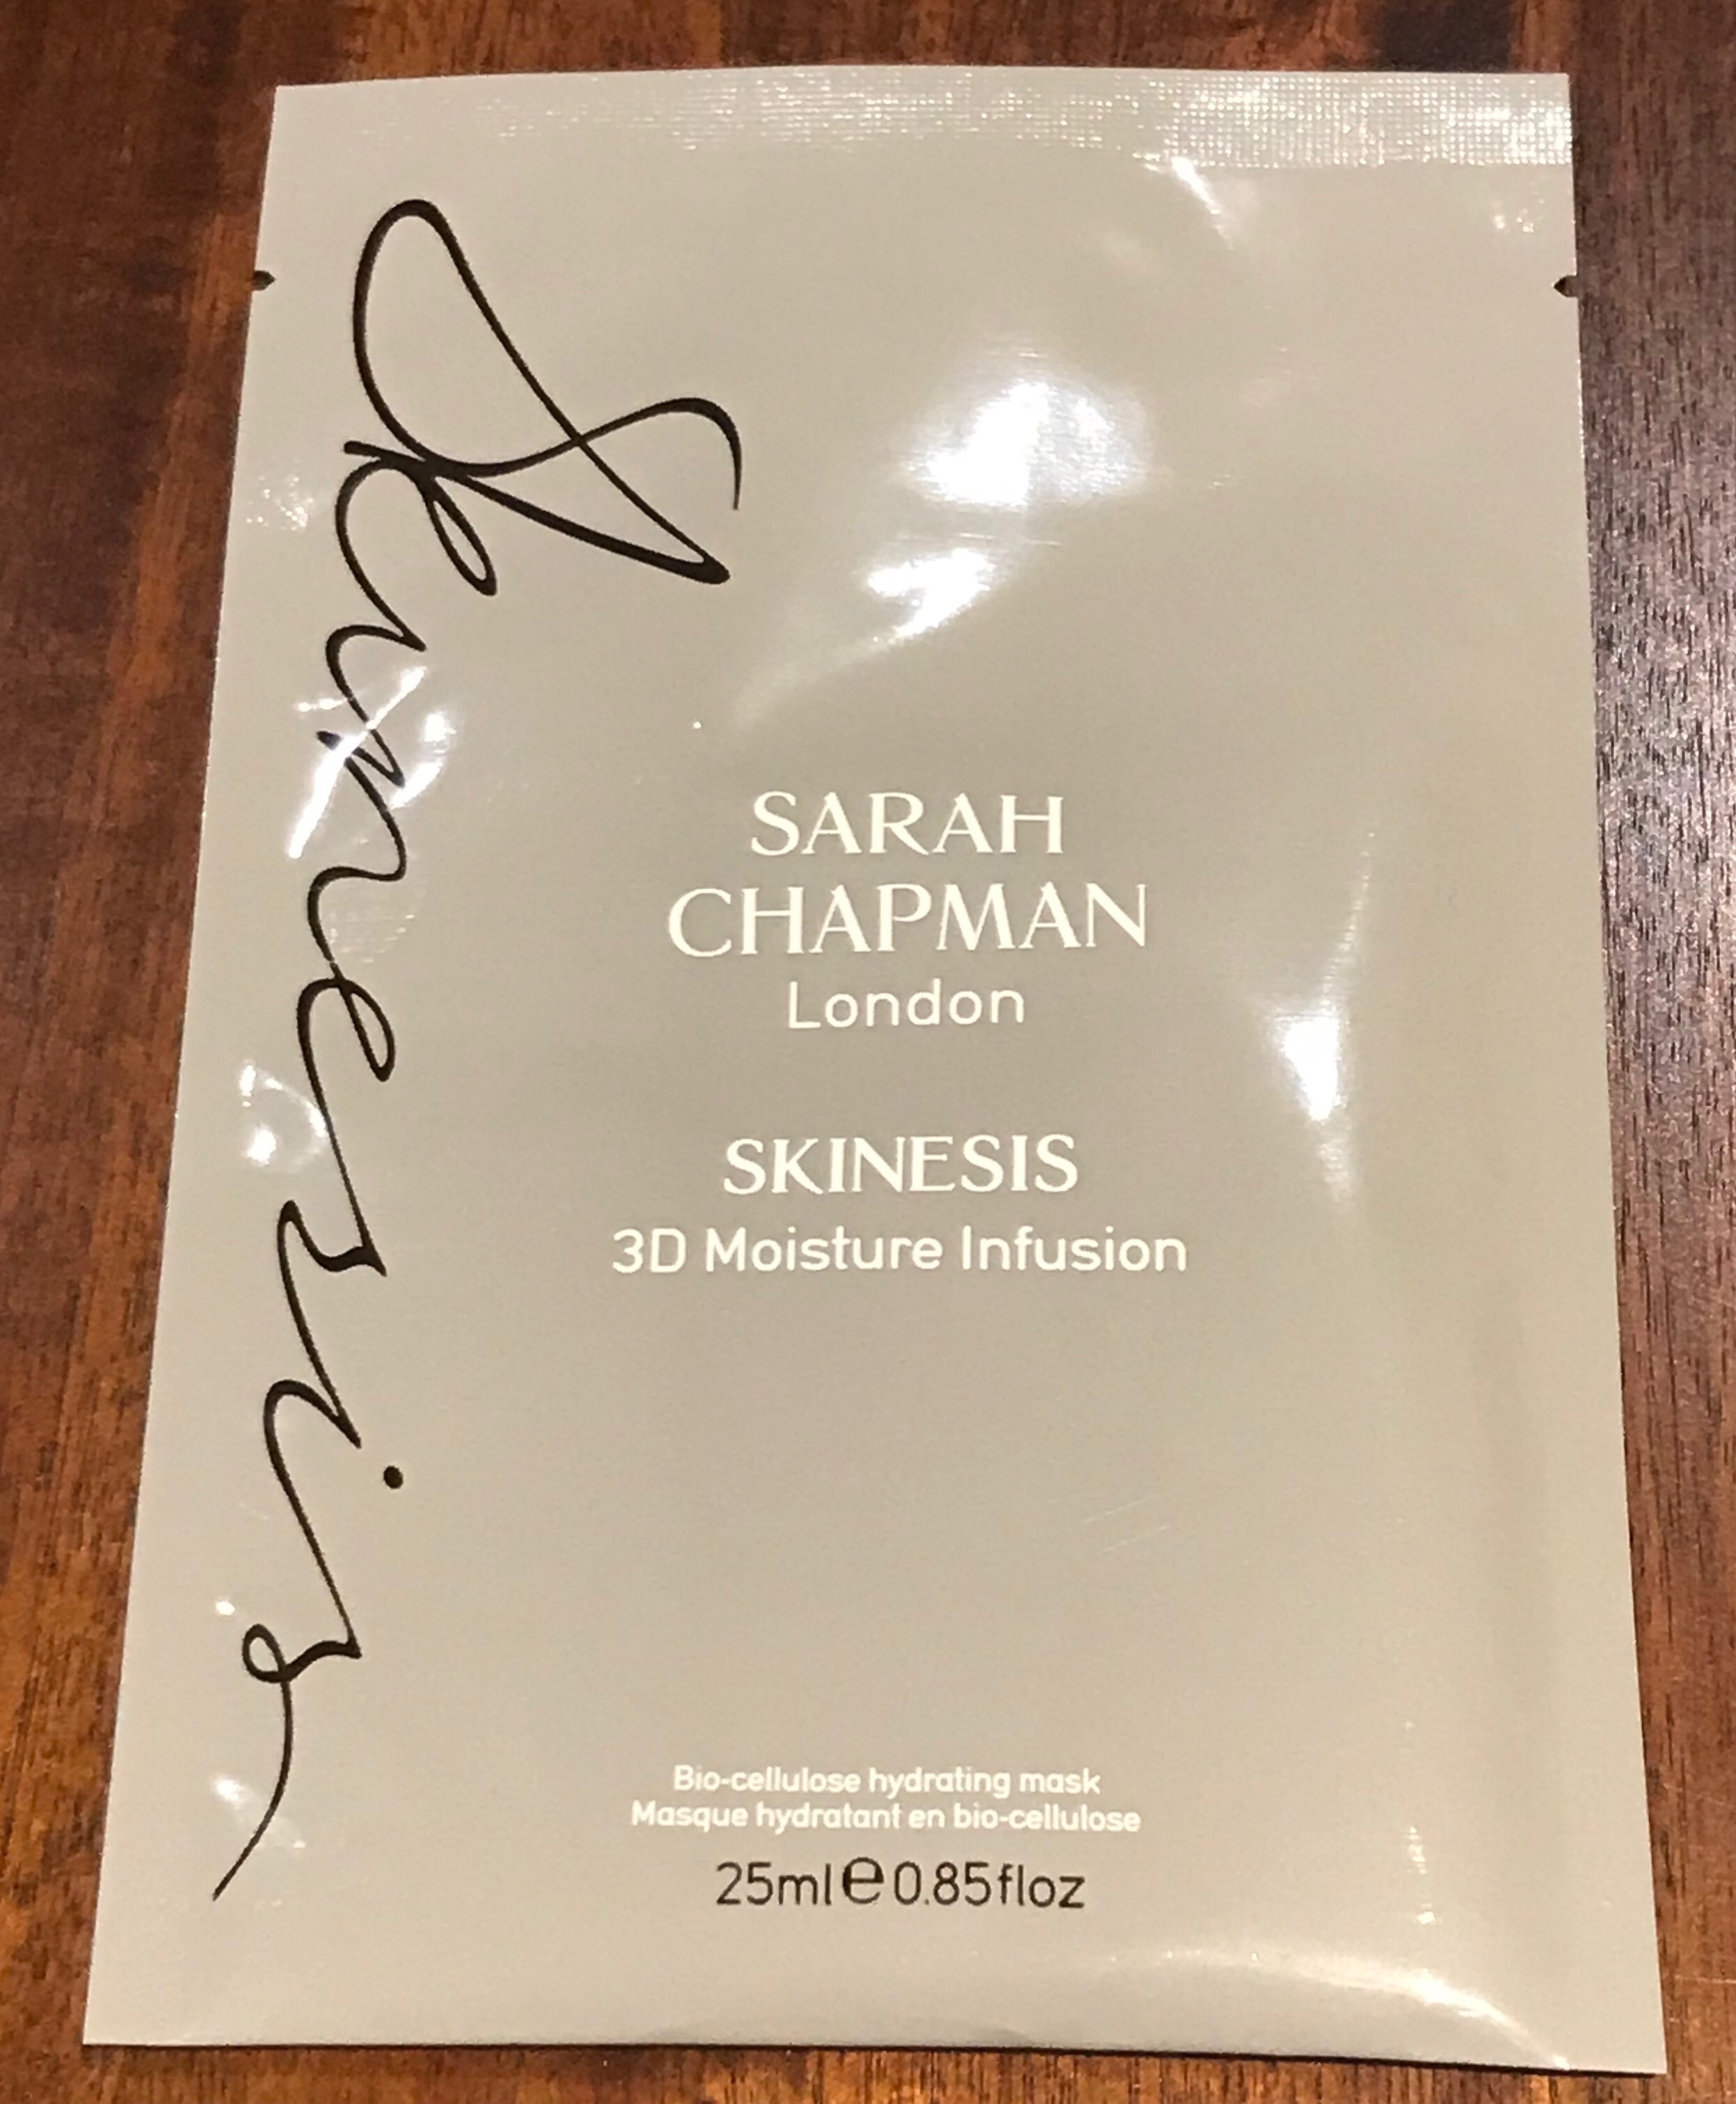 Skinesis
SARAH
CHAPMAN
London
SKINESIS
3D Moisture Infusion
Bio-cellulose hydrating mask
Masque hydratant en bio-cellulose
25ml℮0.85floz